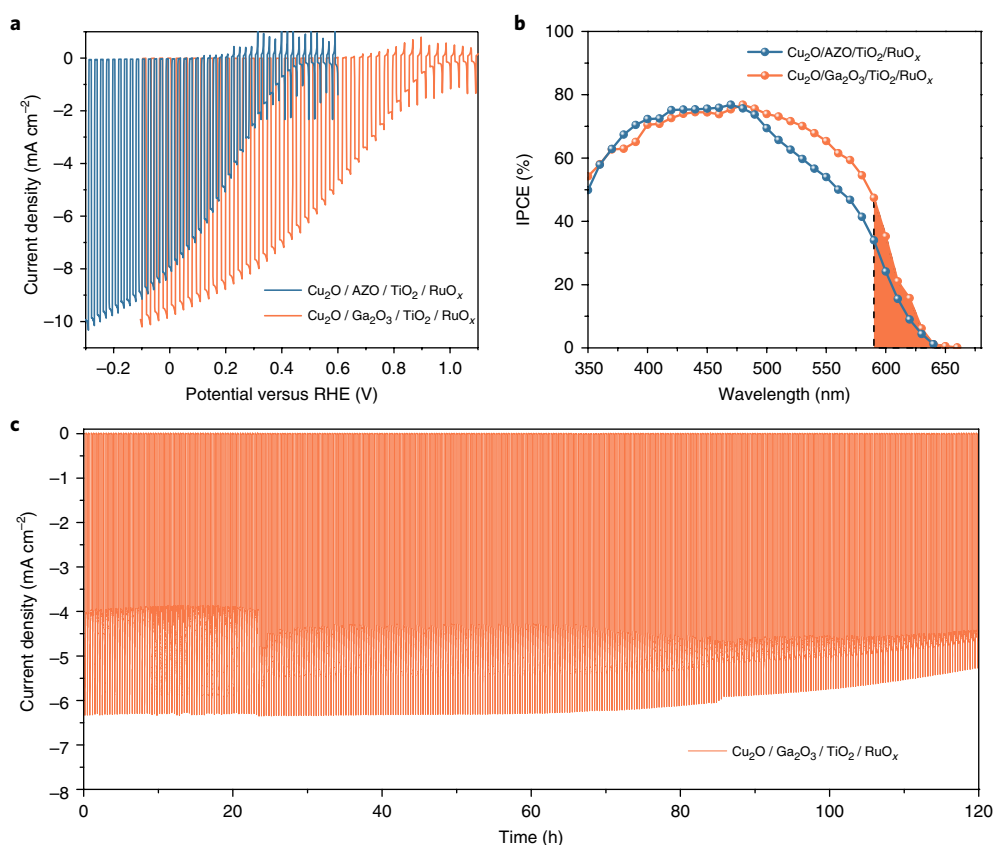 a
Current density (mA cm⁻²)
0
−2
−4
−6
−8
−10
−0.2 0 0.2 0.4 0.6 0.8 1.0
Potential versus RHE (V)
Cu₂O / AZO / TiO₂ / RuOₓ
Cu₂O / Ga₂O₃ / TiO₂ / RuOₓ
b
IPCE (%)
100
80
60
40
20
0
350 400 450 500 550 600 650
Wavelength (nm)
Cu₂O/AZO/TiO₂/RuOₓ
Cu₂O/Ga₂O₃/TiO₂/RuOₓ
c
Current density (mA cm⁻²)
0
−1
−2
−3
−4
−5
−6
−7
−8
0 20 40 60 80 100 120
Time (h)
Cu₂O / Ga₂O₃ / TiO₂ / RuOₓ